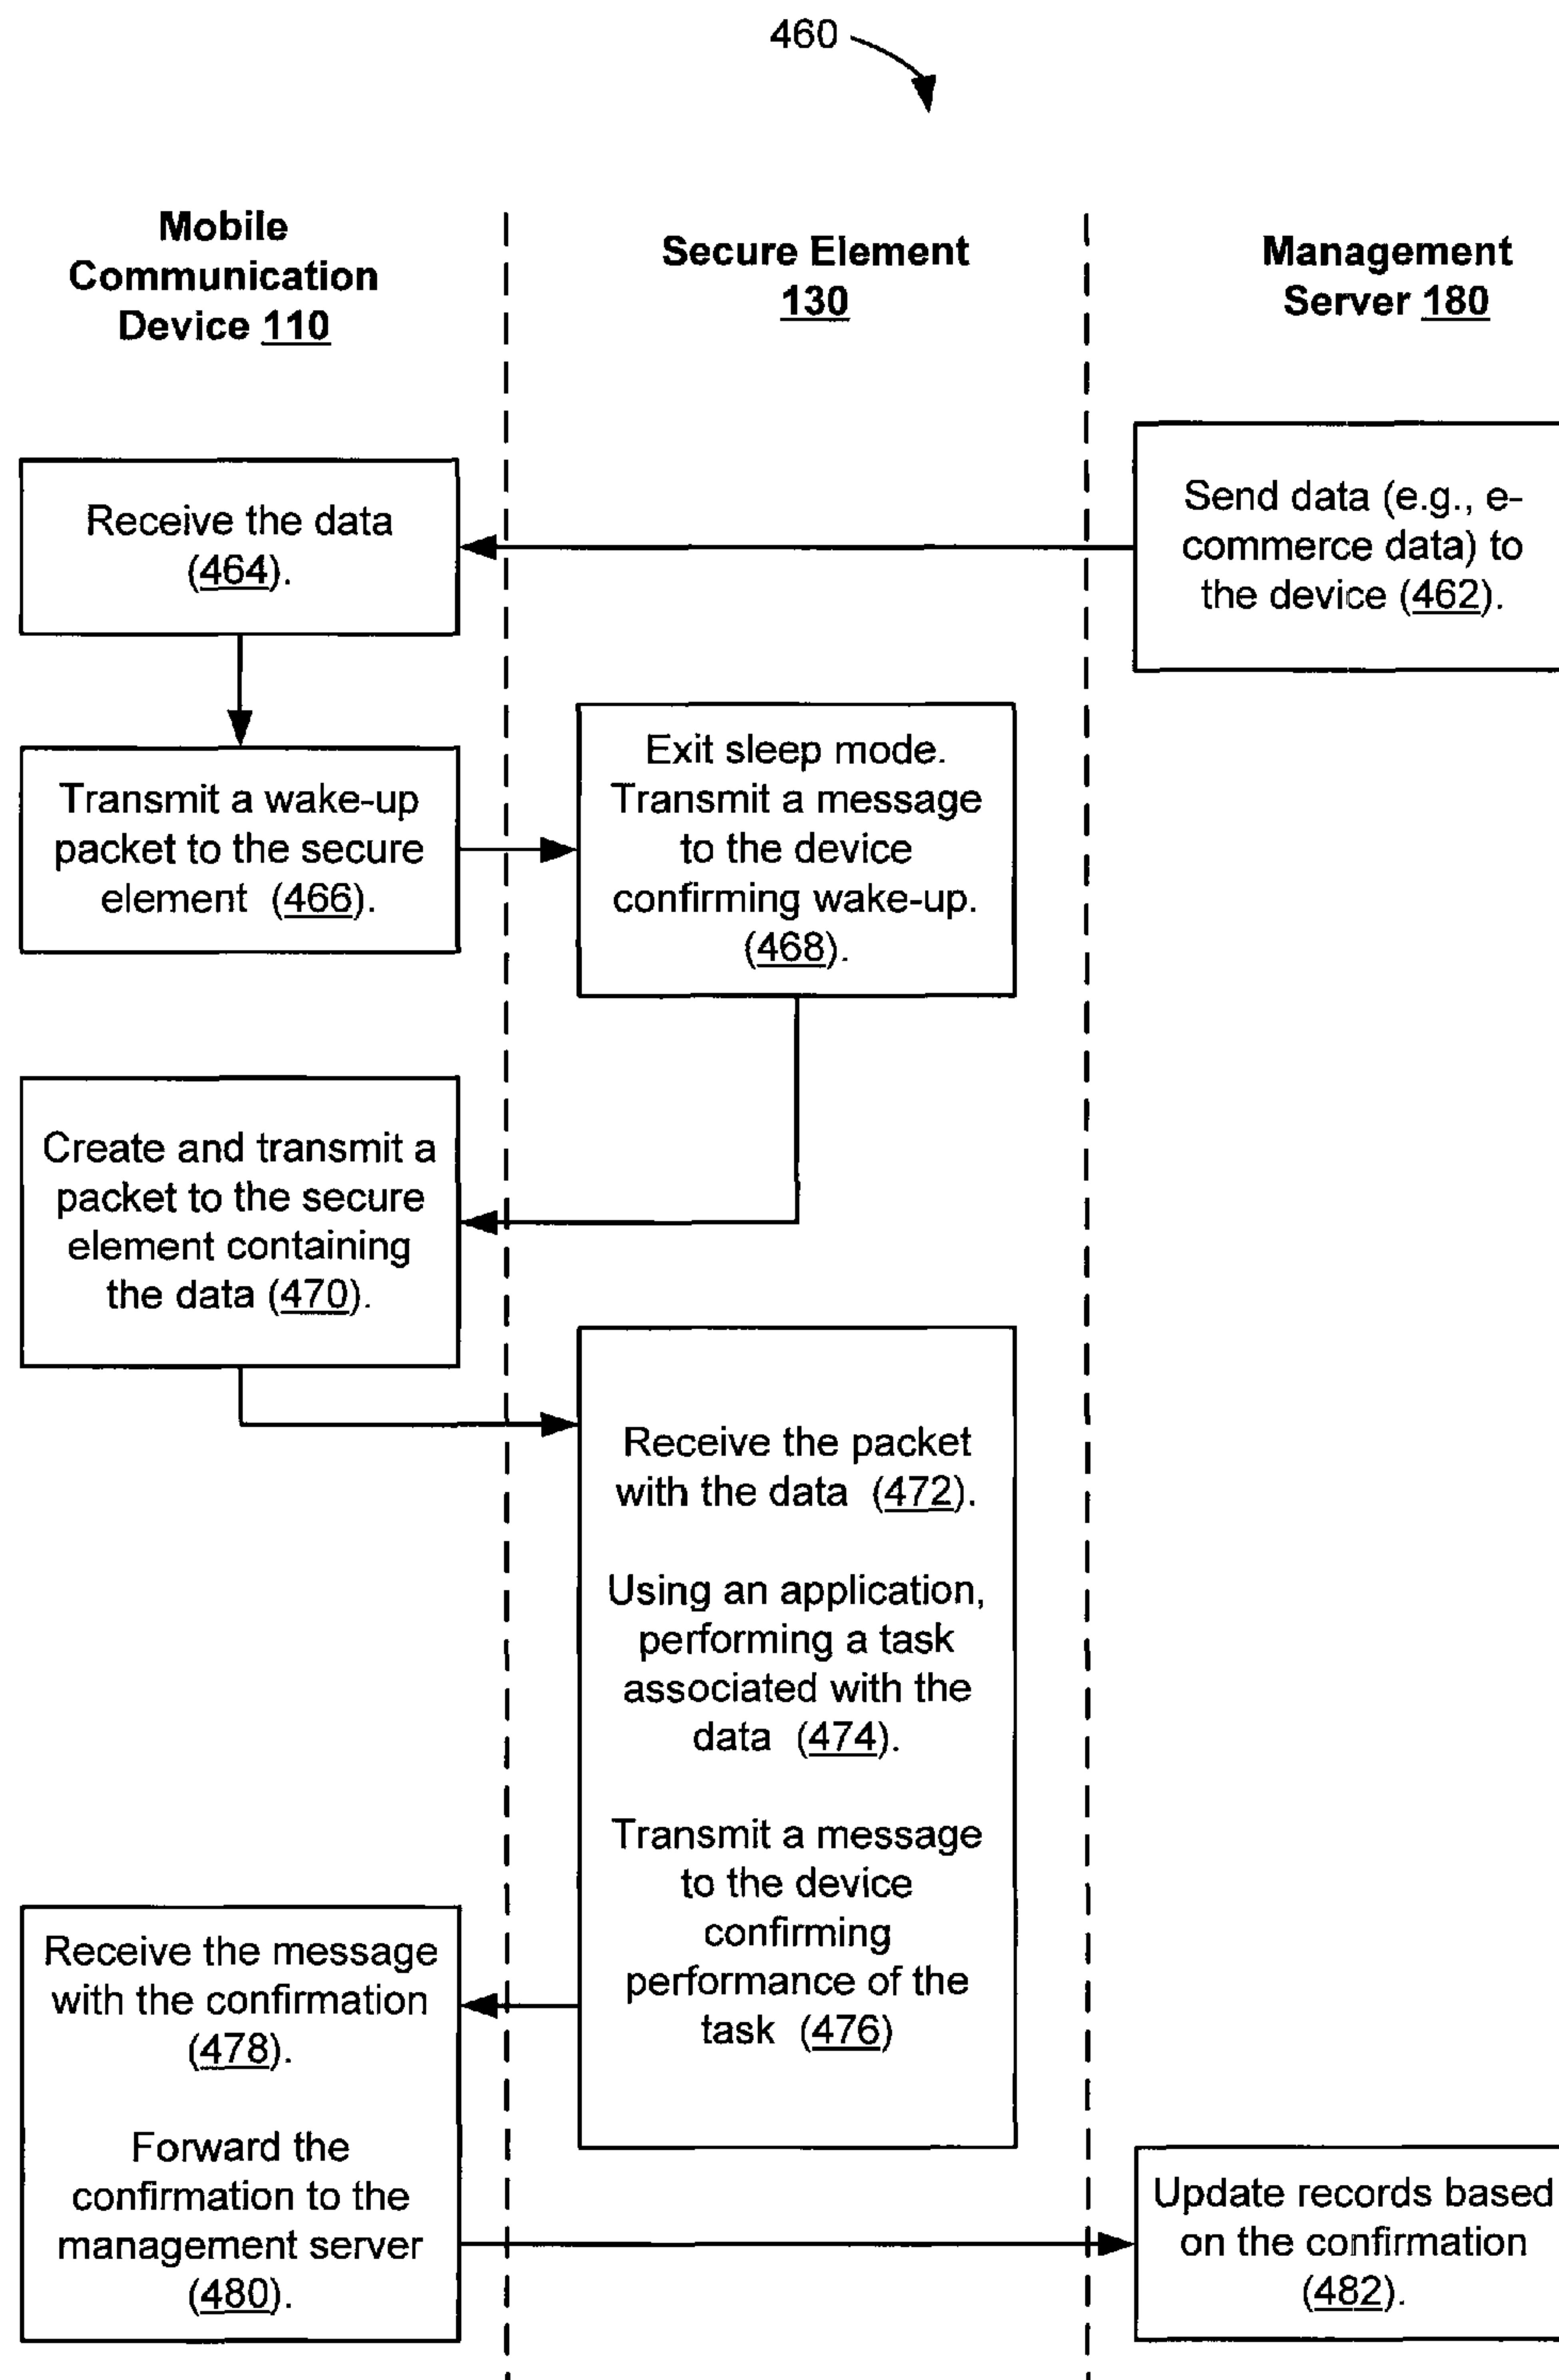 460
Mobile
Communication
Device 110
Secure Element
130
Management
Server 180
Send data (e.g., e-
commerce data) to
the device (462).
Receive the data
(464).
Transmit a wake-up
packet to the secure
element (466).
Exit sleep mode.
Transmit a message
to the device
confirming wake-up.
(468).
Create and transmit a
packet to the secure
element containing
the data (470).
Receive the packet
with the data (472).
Using an application,
performing a task
associated with the
data (474).
Transmit a message
to the device
confirming
performance of the
task (476)
Receive the message
with the confirmation
(478).
Forward the
confirmation to the
management server
(480).
Update records based
on the confirmation
(482).